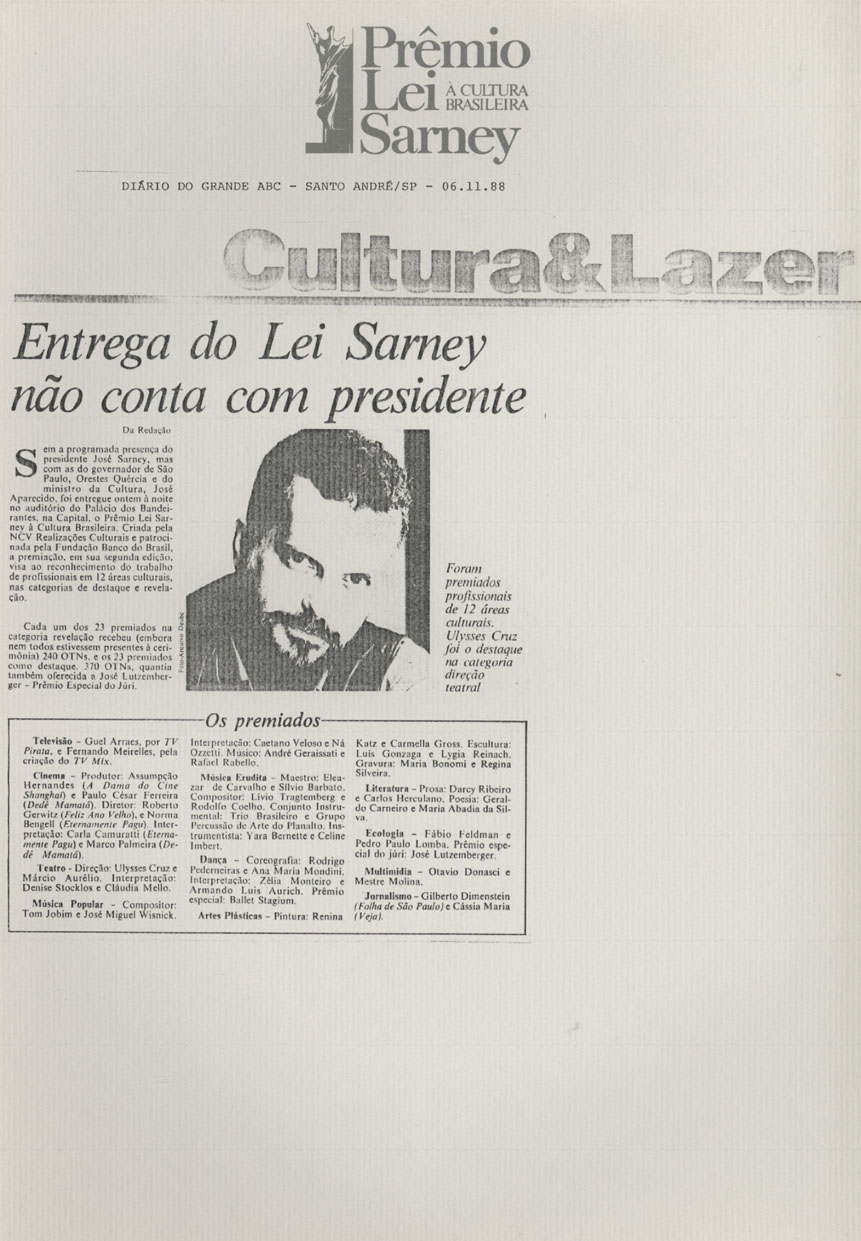 Prêmio
Lei À CULTURA
BRASILEIRA
Sarney
DIÁRIO DO GRANDE ABC - SANTO ANDRÉ/SP - 06.11.88
Cultura&Lazer
Entrega do Lei Sarney
não conta com presidente
Da Redação
Sem a programada presença do
presidente José Sarney, mas
com as do governador de São
Paulo, Orestes Quércia e do
ministro da Cultura, José
Aparecido, foi entregue ontem à noite
no auditório do Palácio dos Bandei-
rantes, na Capital, o Prêmio Lei Sar-
ney à Cultura Brasileira. Criada pela
NCV Realizações Culturais e patroci-
nada pela Fundação Banco do Brasil,
a premiação, em sua segunda edição,
visa ao reconhecimento do trabalho
de profissionais em 12 áreas culturais,
nas categorias de destaque e revela-
ção.
Cada um dos 23 premiados na
categoria revelação recebeu (embora
nem todos estivessem presentes à ceri-
mônia) 240 OTNs, e os 23 premiados
como destaque, 370 OTNs, quantia
também oferecida a José Lutzember-
ger – Prêmio Especial do Júri.
Foram
premiados
profissionais
de 12 áreas
culturais.
Ulysses Cruz
foi o destaque
na categoria
direção
teatral
Os premiados
Televisão – Guel Arraes, por TV
Pirata, e Fernando Meirelles, pela
criação do TV Mix.
Cinema – Produtor: Assumpção
Hernandes (A Dama do Cine
Shanghai) e Paulo César Ferreira
(Dedé Mamatá). Diretor: Roberto
Gerwitz (Feliz Ano Velho), e Norma
Bengell (Eternamente Pagu). Inter-
pretação: Carla Camuratti (Eterna-
mente Pagu) e Marco Palmeira (De-
dé Mamatá).
Teatro - Direção: Ulysses Cruz e
Márcio Aurélio. Interpretação:
Denise Stocklos e Cláudia Mello.
Música Popular – Compositor:
Tom Jobim e José Miguel Wisnick.
Interpretação: Caetano Veloso e Ná
Ozzetti. Músico: André Geraissati e
Rafael Rabello.
Música Erudita – Maestro: Elea-
zar de Carvalho e Sílvio Barbato.
Compositor: Lívio Tragtemberg e
Rodolfo Coelho. Conjunto Instru-
mental: Trio Brasileiro e Grupo
Percussão de Arte do Planalto. Ins-
trumentista: Yara Bernette e Celine
Imbert.
Dança – Coreografia: Rodrigo
Pederneiras e Ana Maria Mondini.
Interpretação: Zélia Monteiro e
Armando Luis Aurich. Prêmio
especial: Ballet Stagium.
Artes Plásticas – Pintura: Renina
Katz e Carmella Gross. Escultura:
Luís Gonzaga e Lygia Reinach.
Gravura: Maria Bonomi e Regina
Silveira.
Literatura – Prosa: Darcy Ribeiro
e Carlos Herculano. Poesia: Geral-
do Carneiro e Maria Abadia da Sil-
va.
Ecologia – Fábio Feldman e
Pedro Paulo Lomba. Prêmio espe-
cial do júri: José Lutzemberger.
Multimídia – Otavio Donasci e
Mestre Molina.
Jornalismo – Gilberto Dimenstein
(Folha de São Paulo) e Cássia Maria
(Veja).